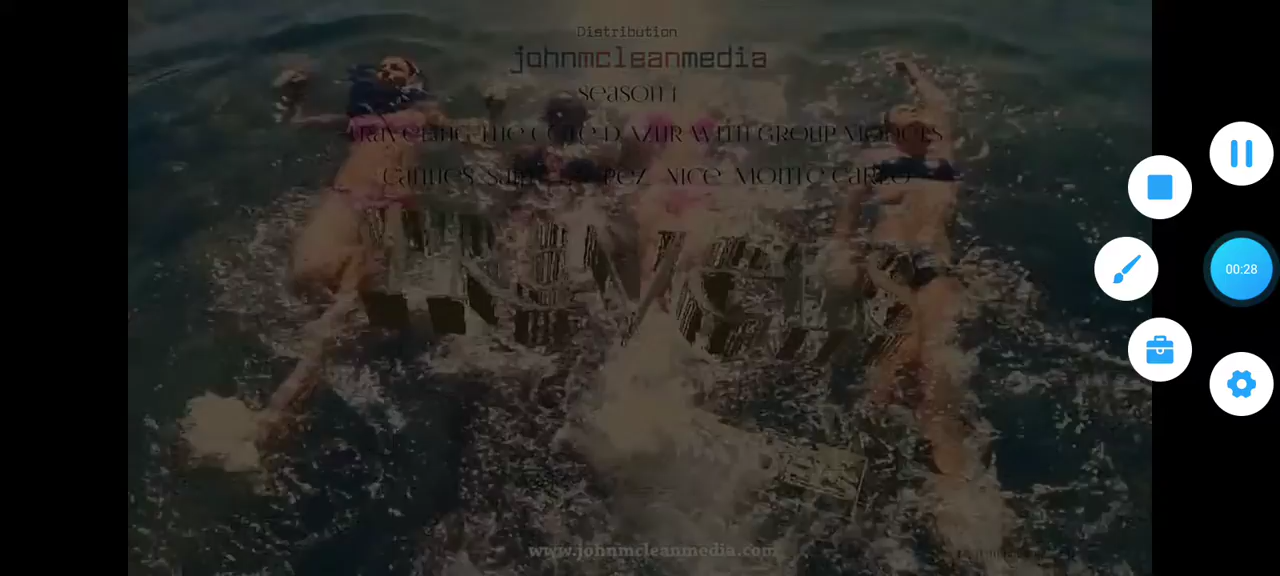 Distribution
johnmcleanmedia
season 1
Traveling the Cote D Azur with Group Models
Cannes Nice Monte Carlo
TRAVEL
www.johnmcleanmedia.com
00:28